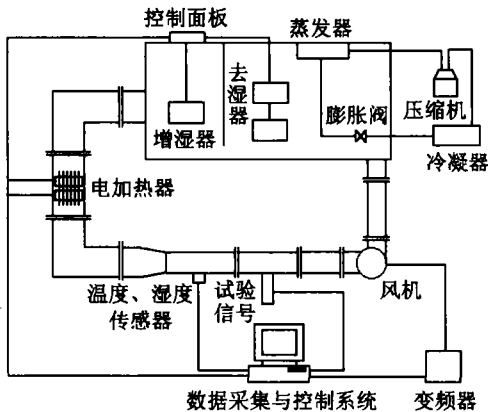 控制面板
蒸发器
去湿器
增湿器
膨胀阀
压缩机
冷凝器
电加热器
温度、湿度
传感器
试验
信号
风机
数据采集与控制系统
变频器